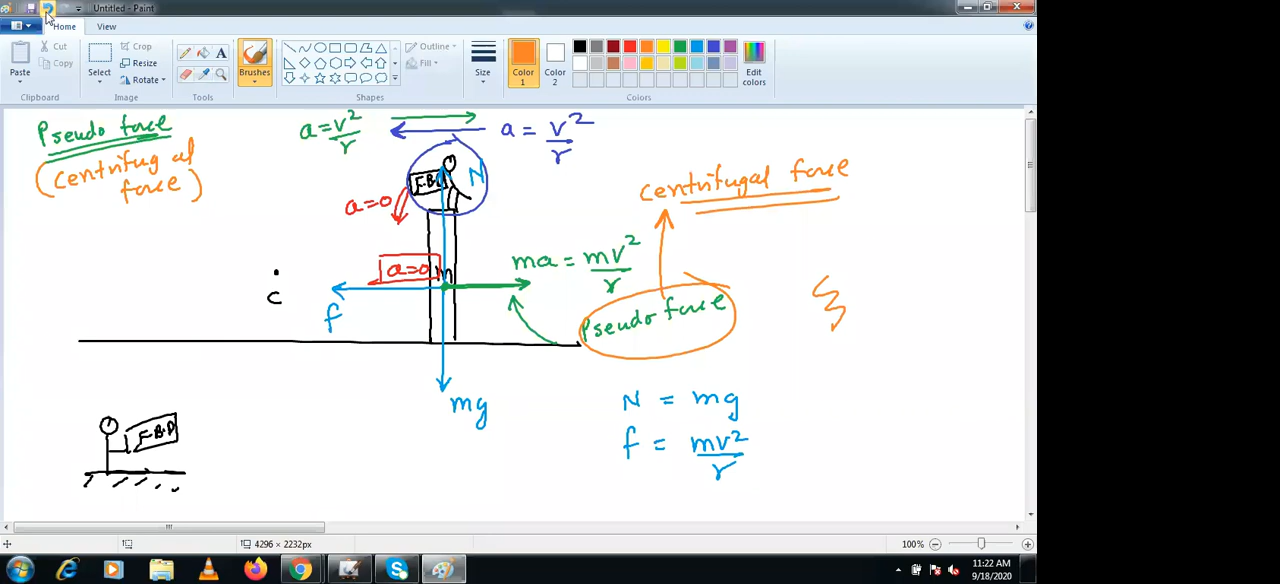 Untitled - Paint
Home View
Paste
Cut
Copy
Select
Crop
Resize
Rotate
Brushes
Outline
Fill
Size
Color 1
Color 2
Edit colors
Clipboard Image Tools Shapes Colors
Pseudo force
(centrifugal force)
a = v²/r
a = v²/r
F.B.D
N
a=0
a=0
m
c
f
ma = mv²/r
centrifugal force
Pseudo force
mg
N = mg
f = mv²/r
F.B.D
4296 × 2232px
100%
11:22 AM
9/18/2020